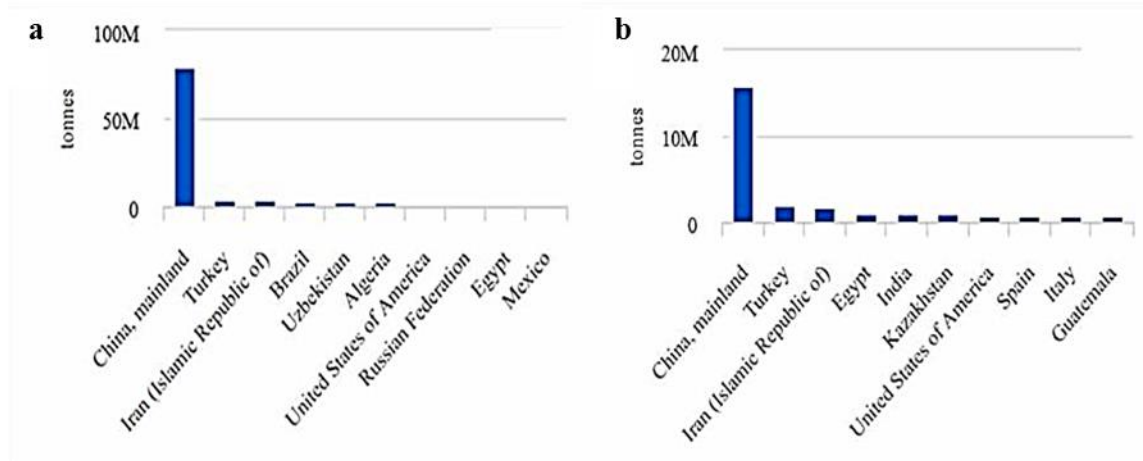 a
100M
50M
0
tonnes
China, mainland
Turkey
Iran (Islamic Republic of)
Brazil
Uzbekistan
Algeria
United States of America
Russian Federation
Egypt
Mexico
b
20M
10M
0
tonnes
China, mainland
Turkey
Iran (Islamic Republic of)
Egypt
India
Kazakhstan
United States of America
Spain
Italy
Guatemala